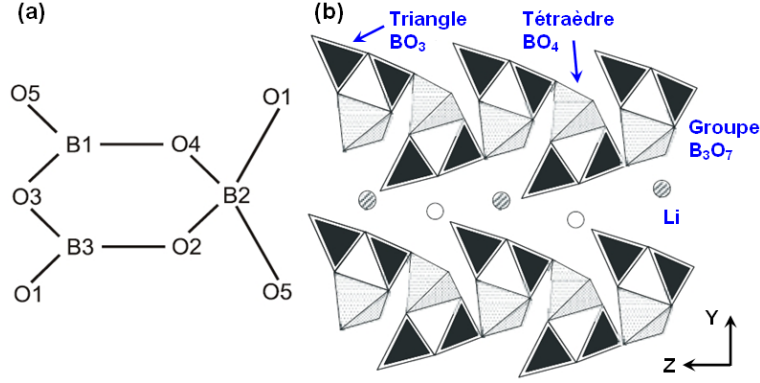 (a)
(b)
Triangle
BO₃
Tétraèdre
BO₄
O5
O1
B1
O4
B2
O3
B3
O2
O1
O5
Groupe
B₃O₇
Li
Y
Z